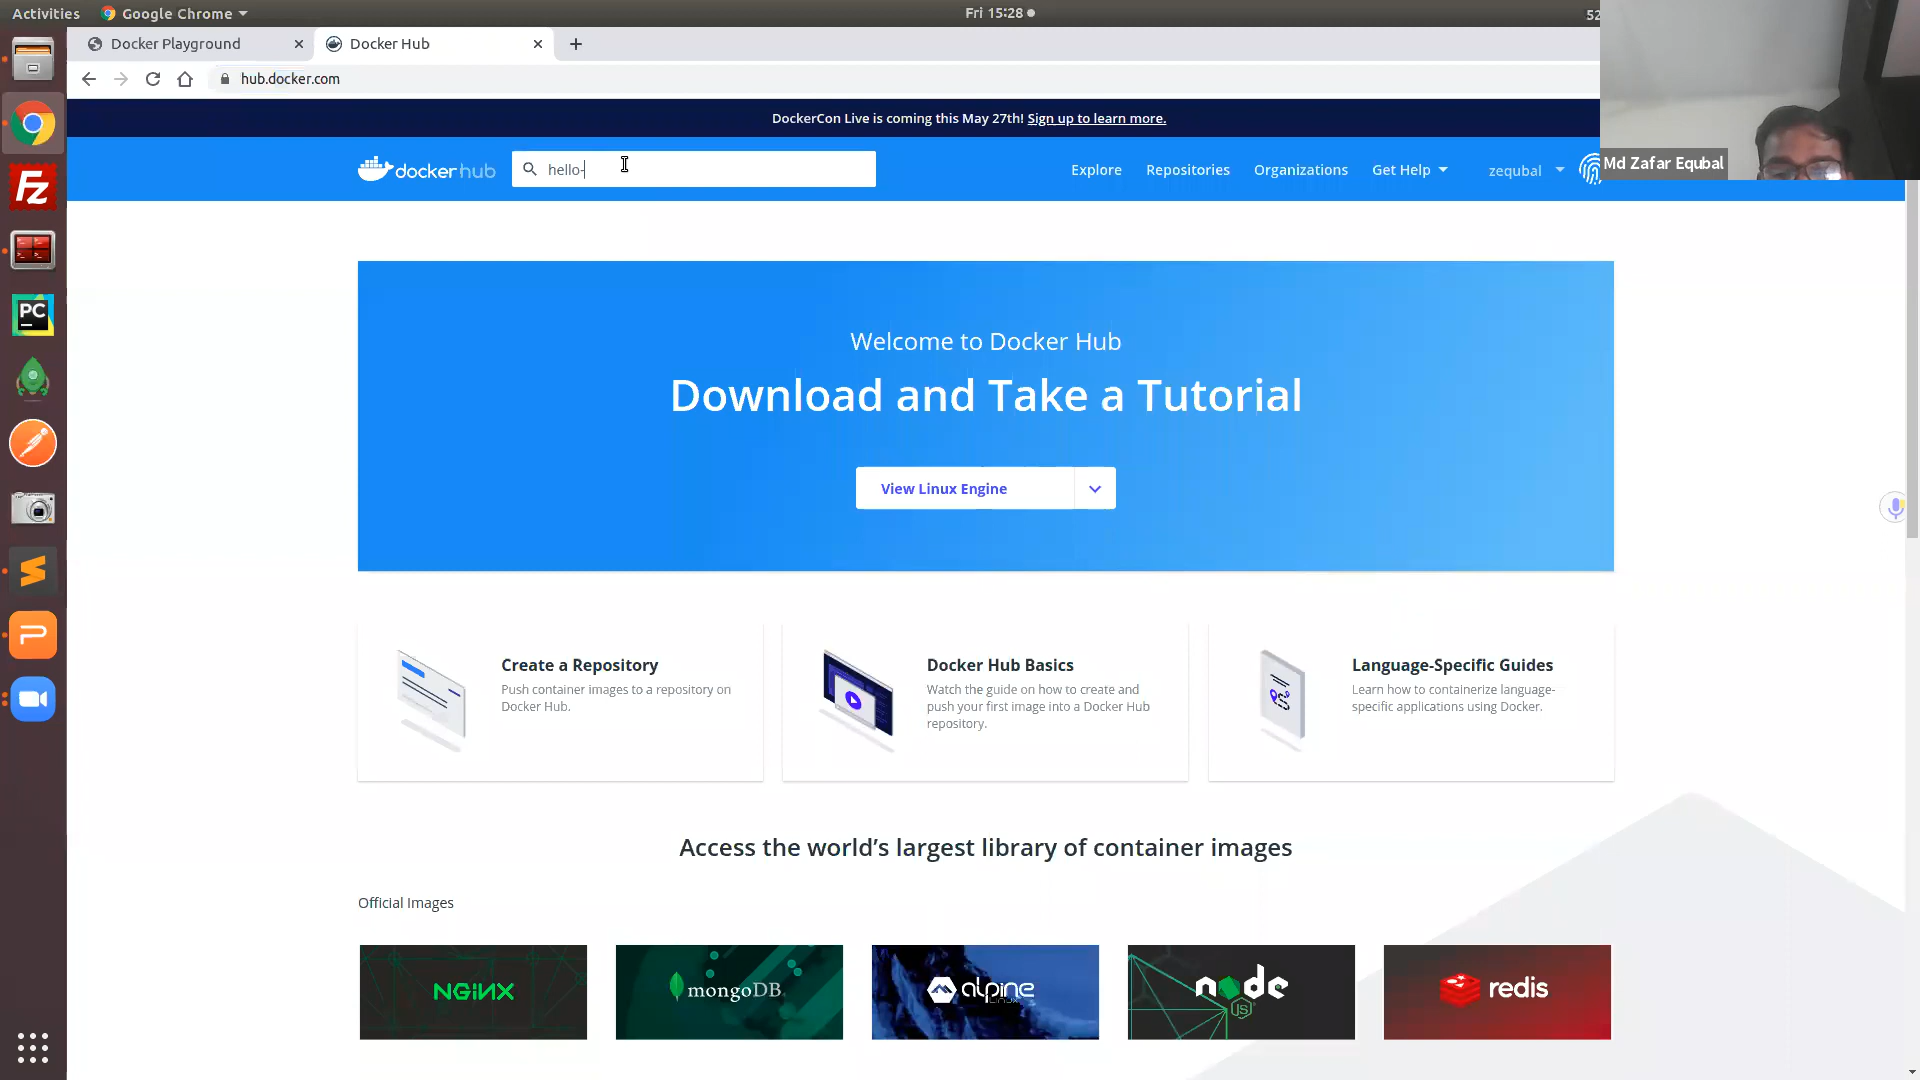 Activities
Google Chrome
Fri 15:28
52
Docker Playground
Docker Hub
hub.docker.com
DockerCon Live is coming this May 27th! Sign up to learn more.
docker hub
hello-
Explore
Repositories
Organizations
Get Help
zequbal
Md Zafar Equbal
Welcome to Docker Hub
Download and Take a Tutorial
View Linux Engine
Create a Repository
Push container images to a repository on
Docker Hub.
Docker Hub Basics
Watch the guide on how to create and
push your first image into a Docker Hub
repository.
Language-Specific Guides
Learn how to containerize language-
specific applications using Docker.
Access the world’s largest library of container images
Official Images
NGINX
mongoDB.
alpine
Linux
node
JS
redis
Fz
PC